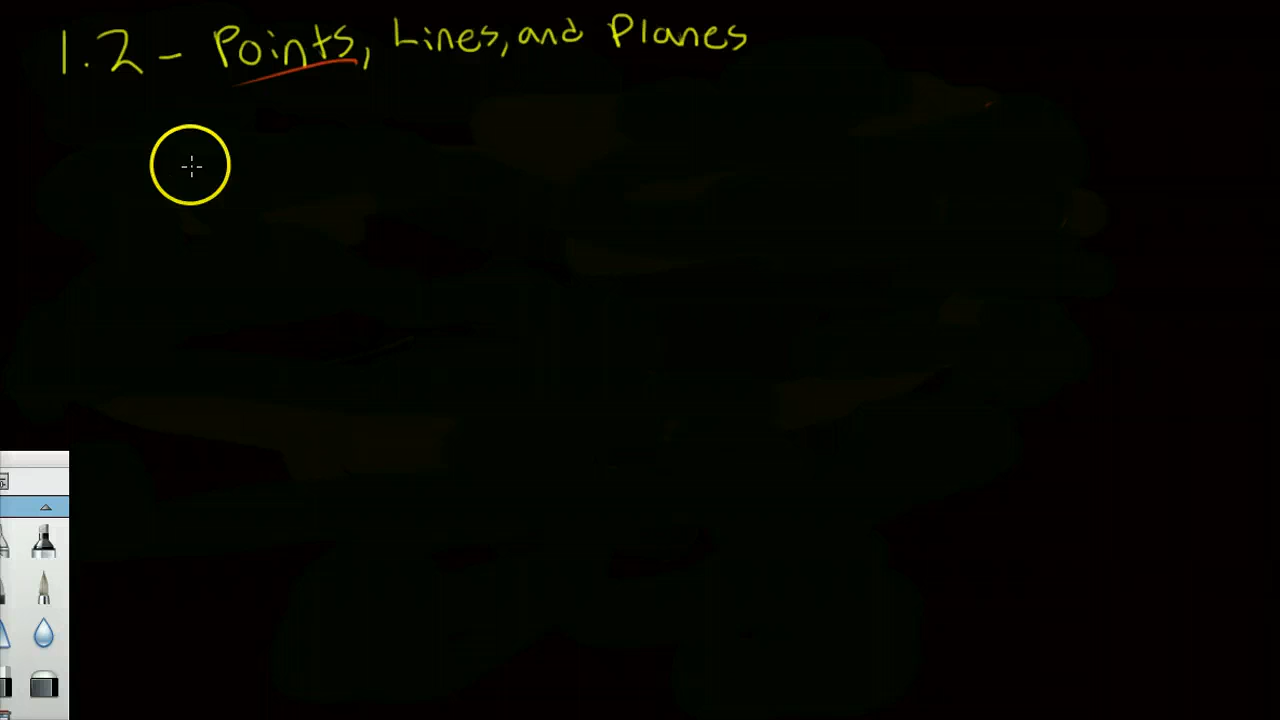 1.2 - Points, Lines, and Planes